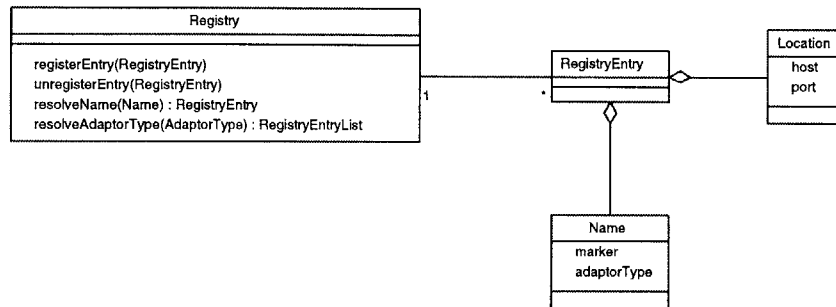 Registry
registerEntry(RegistryEntry)
unregisterEntry(RegistryEntry)
resolveName(Name) : RegistryEntry
resolveAdaptorType(AdaptorType) : RegistryEntryList
1
*
RegistryEntry
Location
host
port
Name
marker
adaptorType